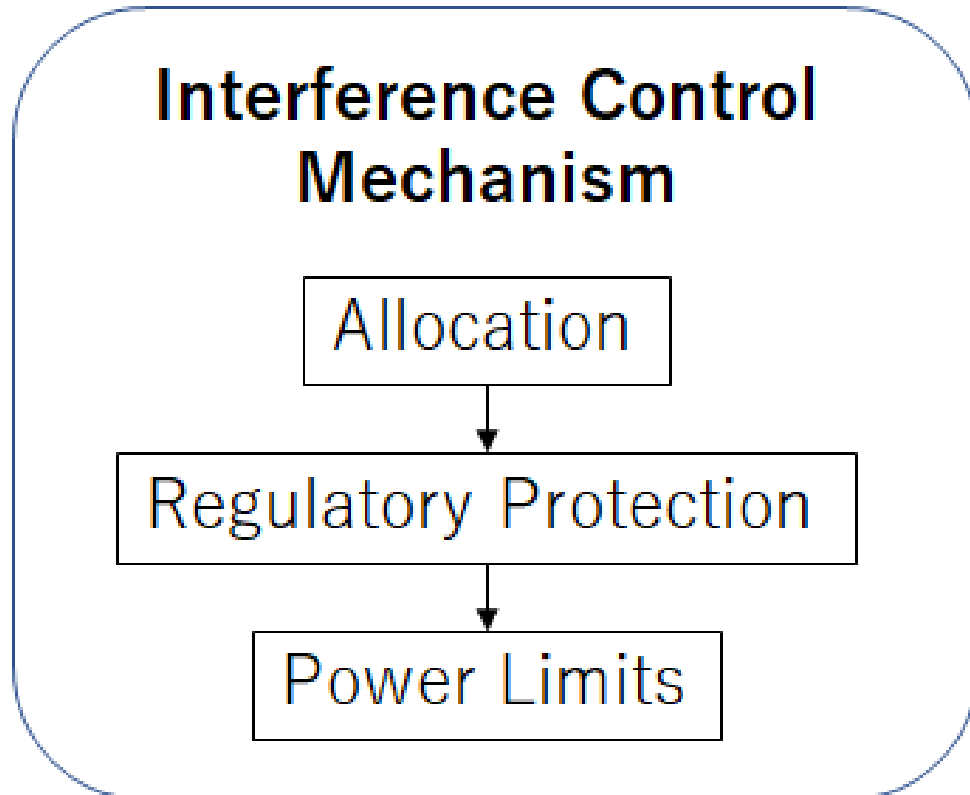 Interference Control
Mechanism
Allocation
Regulatory Protection
Power Limits